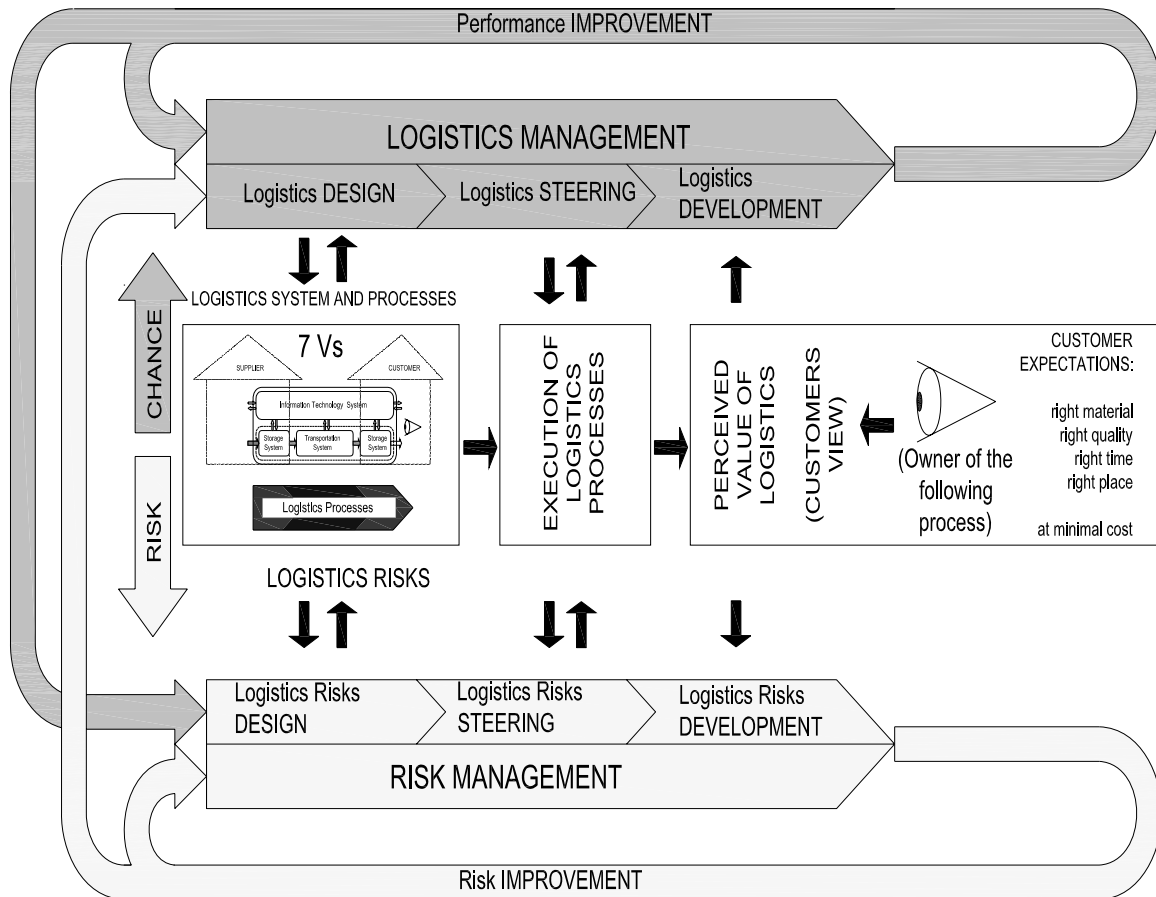 Performance IMPROVEMENT
LOGISTICS MANAGEMENT
Logistics DESIGN
Logistics STEERING
Logistics
DEVELOPMENT
LOGISTICS SYSTEM AND PROCESSES
CHANCE
RISK
7 Vs
SUPPLIER
CUSTOMER
Information Technology System
Storage
System
Transportation
System
Storage
System
Logistics Processes
EXECUTION OF
LOGISTICS
PROCESSES
PERCEIVED
VALUE OF
LOGISTICS
(CUSTOMERS
VIEW)
(Owner of the
following
process)
CUSTOMER
EXPECTATIONS:
right material
right quality
right time
right place
at minimal cost
LOGISTICS RISKS
Logistics Risks
DESIGN
Logistics Risks
STEERING
Logistics Risks
DEVELOPMENT
RISK MANAGEMENT
Risk IMPROVEMENT